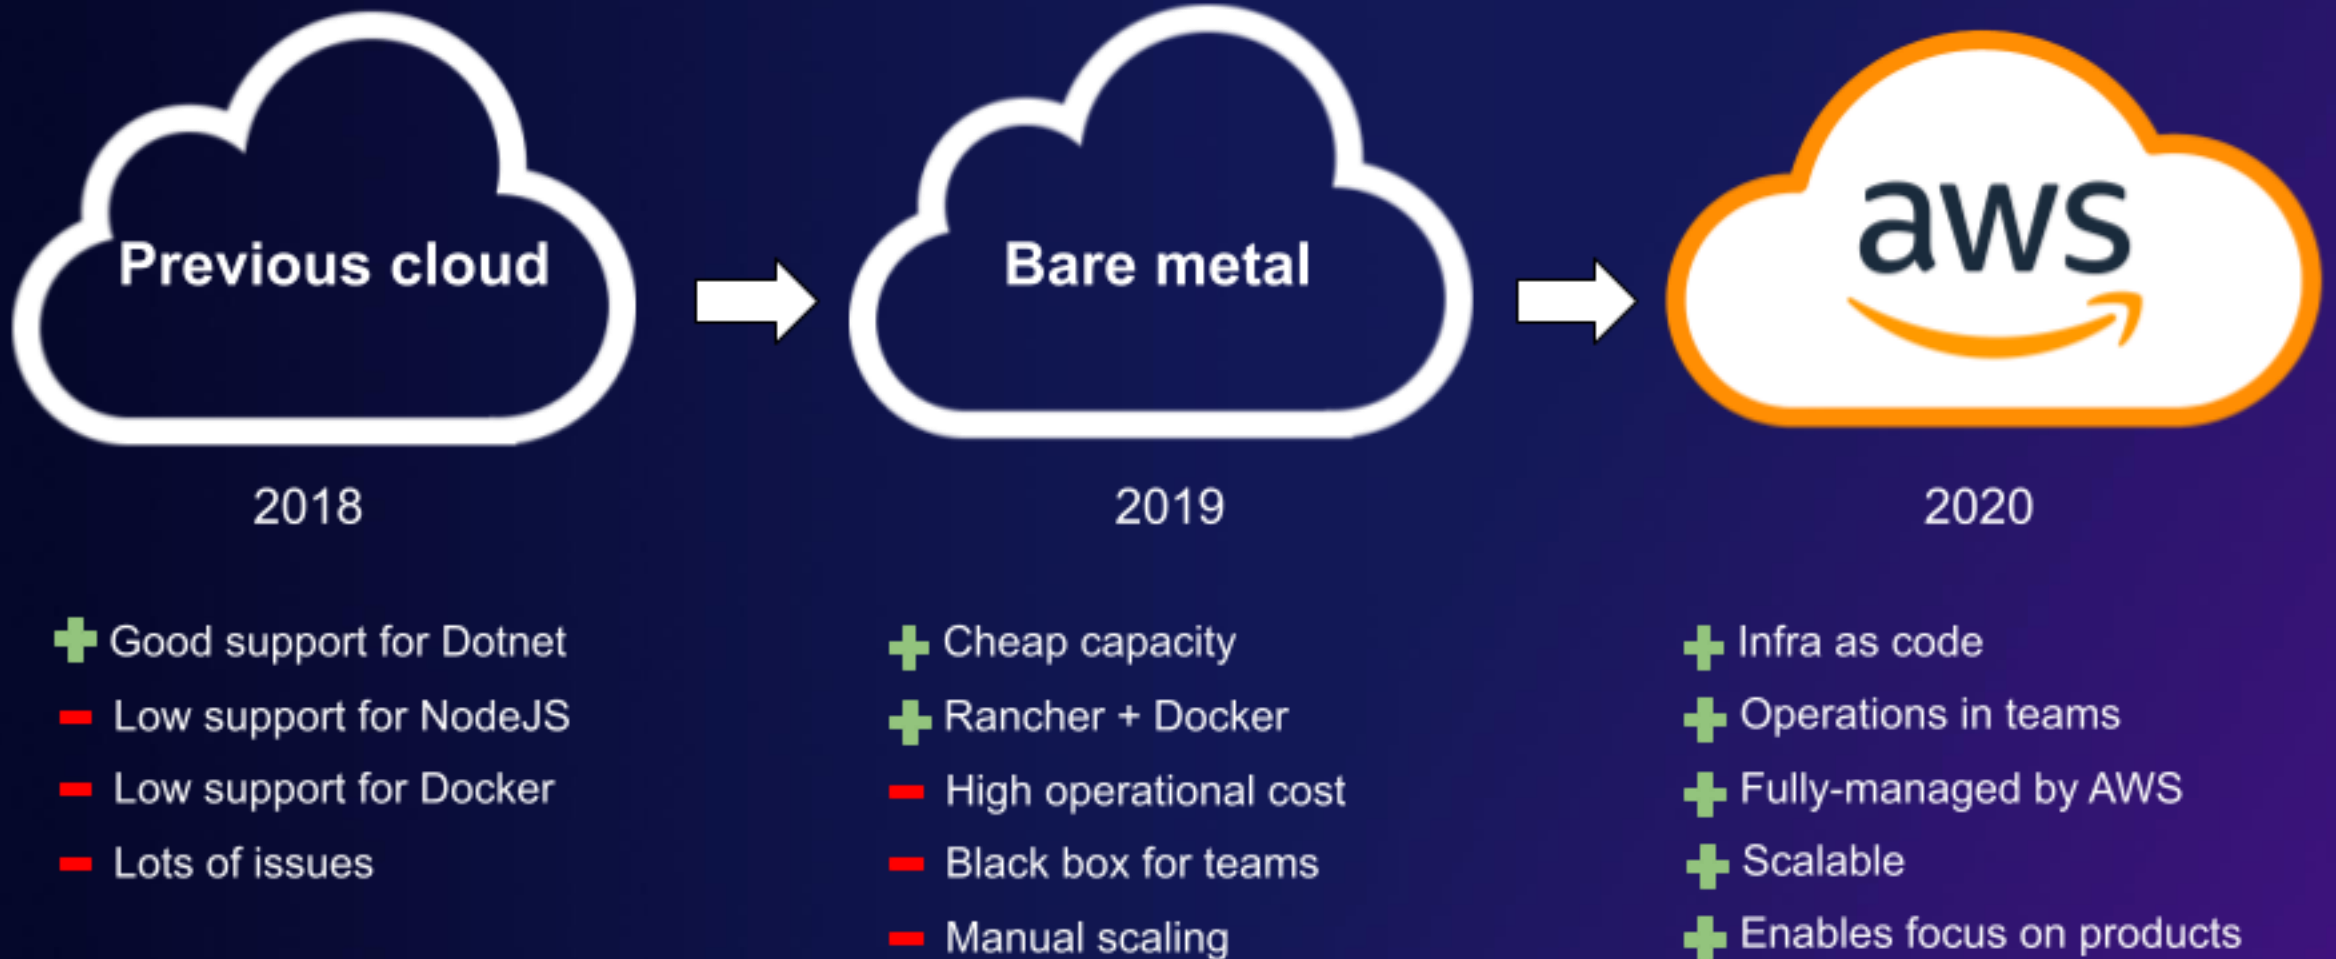 Previous cloud
Bare metal
aws
2018
2019
2020
Good support for Dotnet
Low support for NodeJS
Low support for Docker
Lots of issues
Cheap capacity
Rancher + Docker
High operational cost
Black box for teams
Manual scaling
Infra as code
Operations in teams
Fully-managed by AWS
Scalable
Enables focus on products